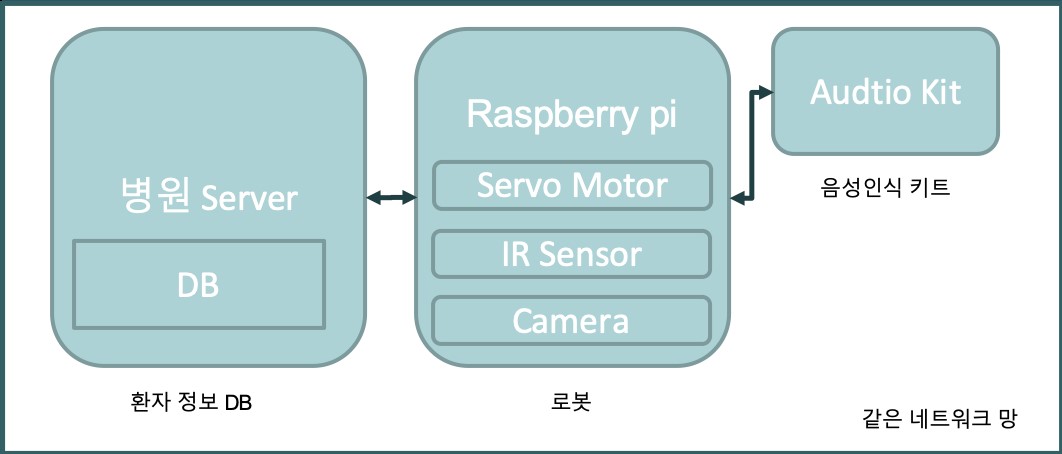 병원 Server
DB
환자 정보 DB
Raspberry pi
Servo Motor
IR Sensor
Camera
로봇
Audtio Kit
음성인식 키트
같은 네트워크 망